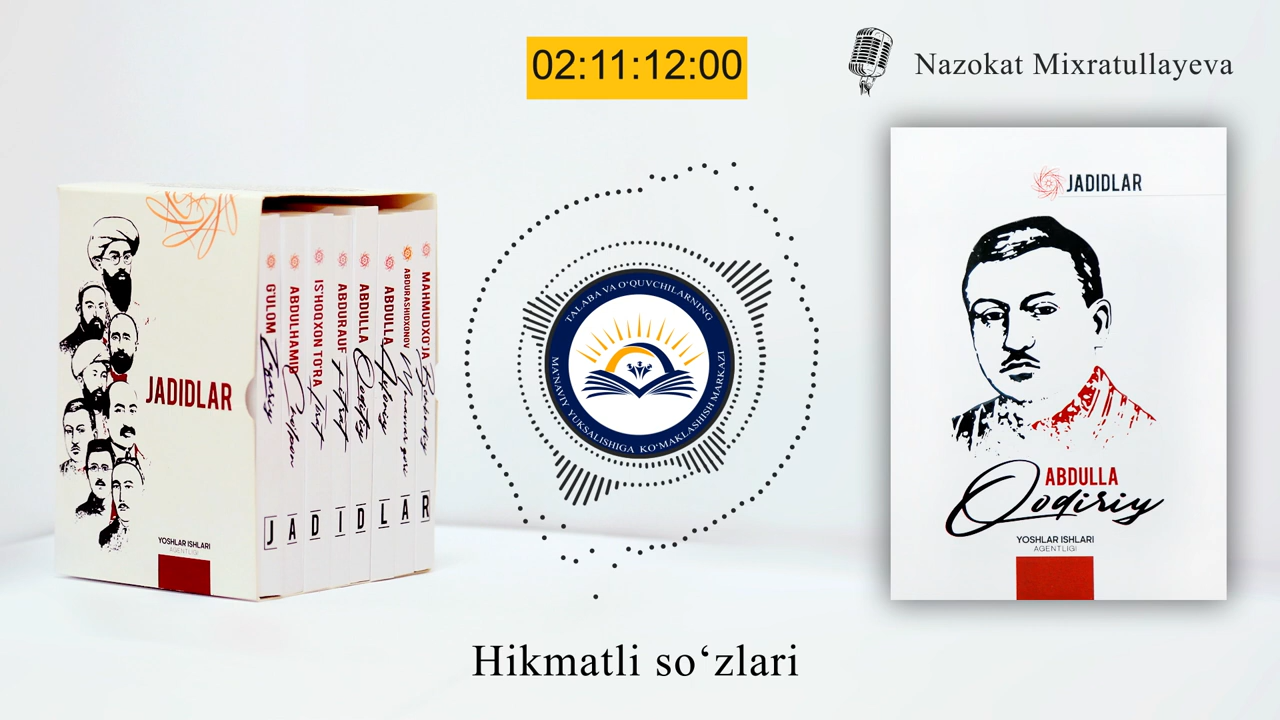 02:11:12:00
Nazokat Mixratullayeva
JADIDLAR
YOSHLAR ISHLARI
AGENTLIGI
G'ULOM
ABDULHAMID
IS'HOQXON TO'RA
ABDURAUF
ABDULLA
ABDULLA
ABDURASHIDXONOV
MAHMUDXO'JA
J A D I D L A R
TALABA VA O'QUVCHILARNING
MA'NAVIY YUKSALISHIGA KO'MAKLASHISH MARKAZI
JADIDLAR
ABDULLA
Qodiriy
YOSHLAR ISHLARI
AGENTLIGI
Hikmatli so‘zlari